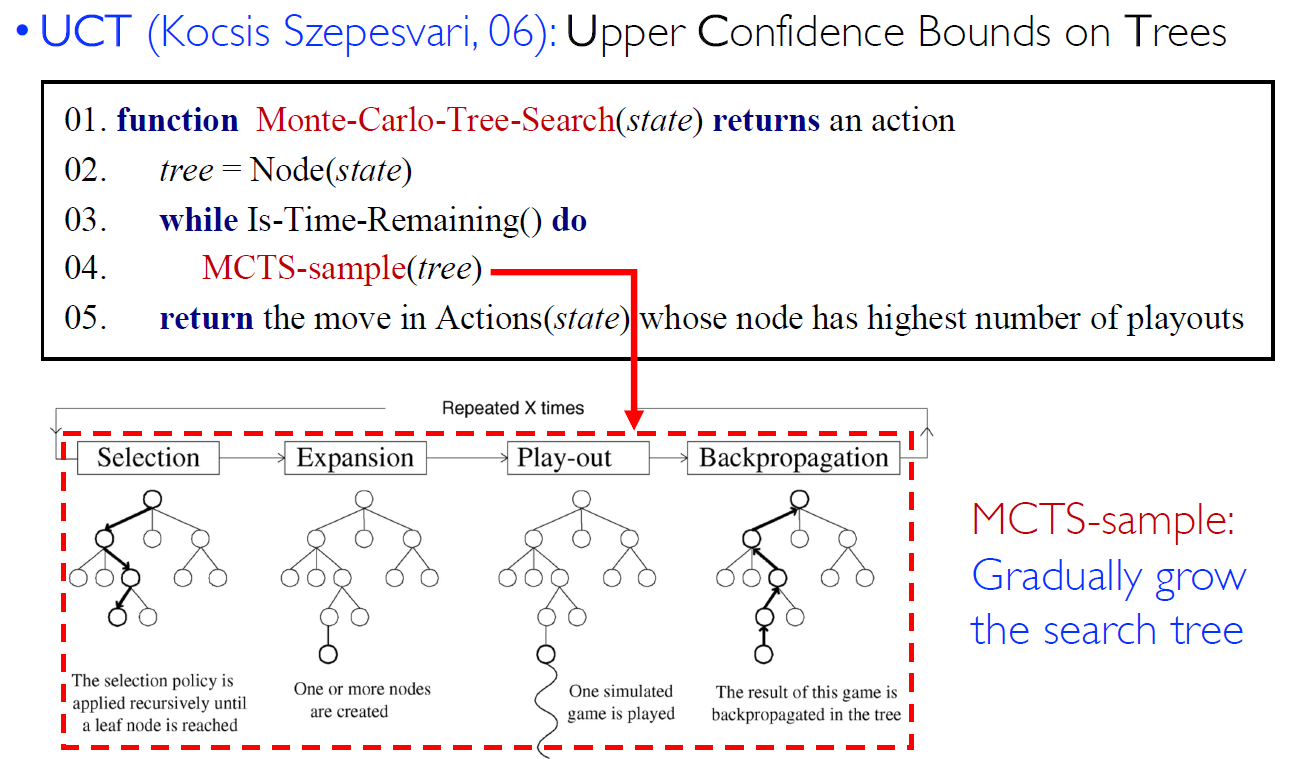 • UCT (Kocsis Szepesvari, 06): Upper Confidence Bounds on Trees
01. function Monte-Carlo-Tree-Search(state) returns an action
02. tree = Node(state)
03. while Is-Time-Remaining() do
04. MCTS-sample(tree)
05. return the move in Actions(state) whose node has highest number of playouts
Repeated X times
Selection
Expansion
Play-out
Backpropagation
The selection policy is
applied recursively until
a leaf node is reached
One or more nodes
are created
One simulated
game is played
The result of this game is
backpropagated in the tree
MCTS-sample:
Gradually grow
the search tree